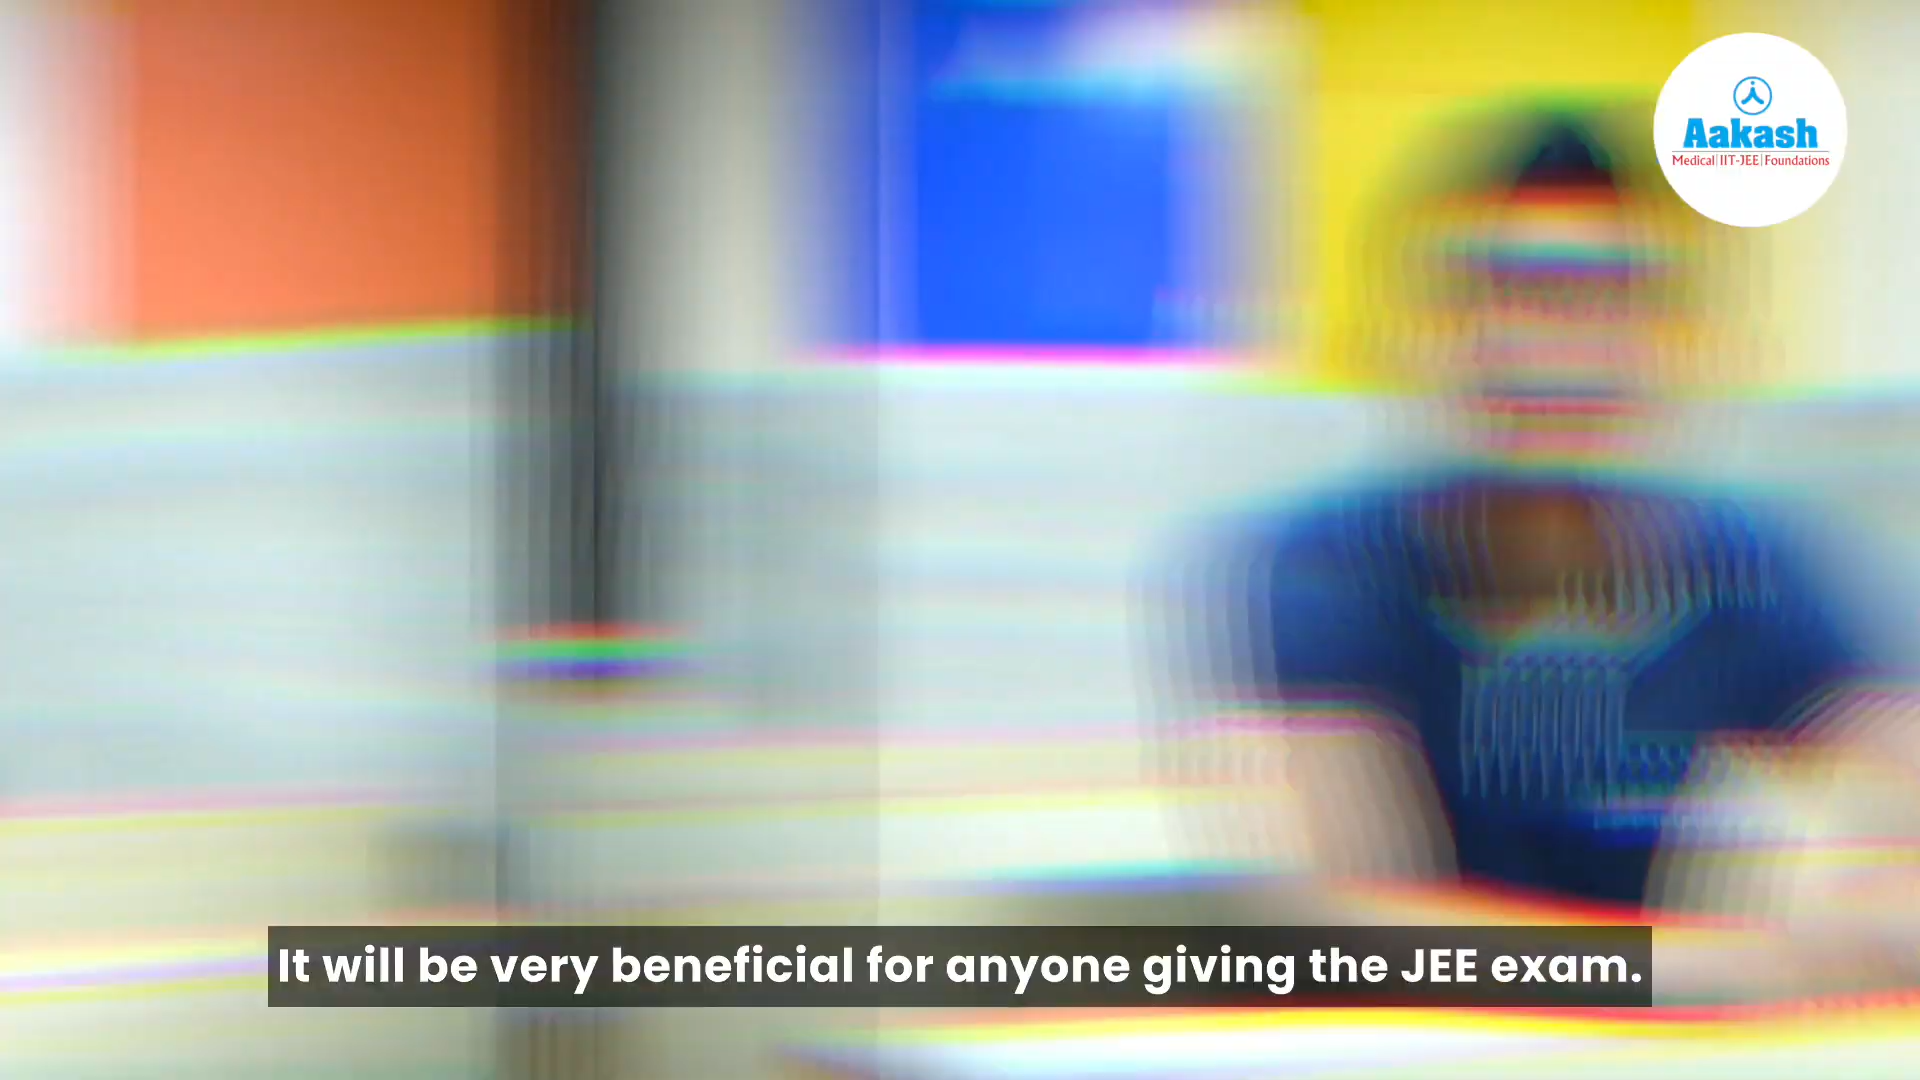 Aakash
Medical|IIT-JEE|Foundations
It will be very beneficial for anyone giving the JEE exam.